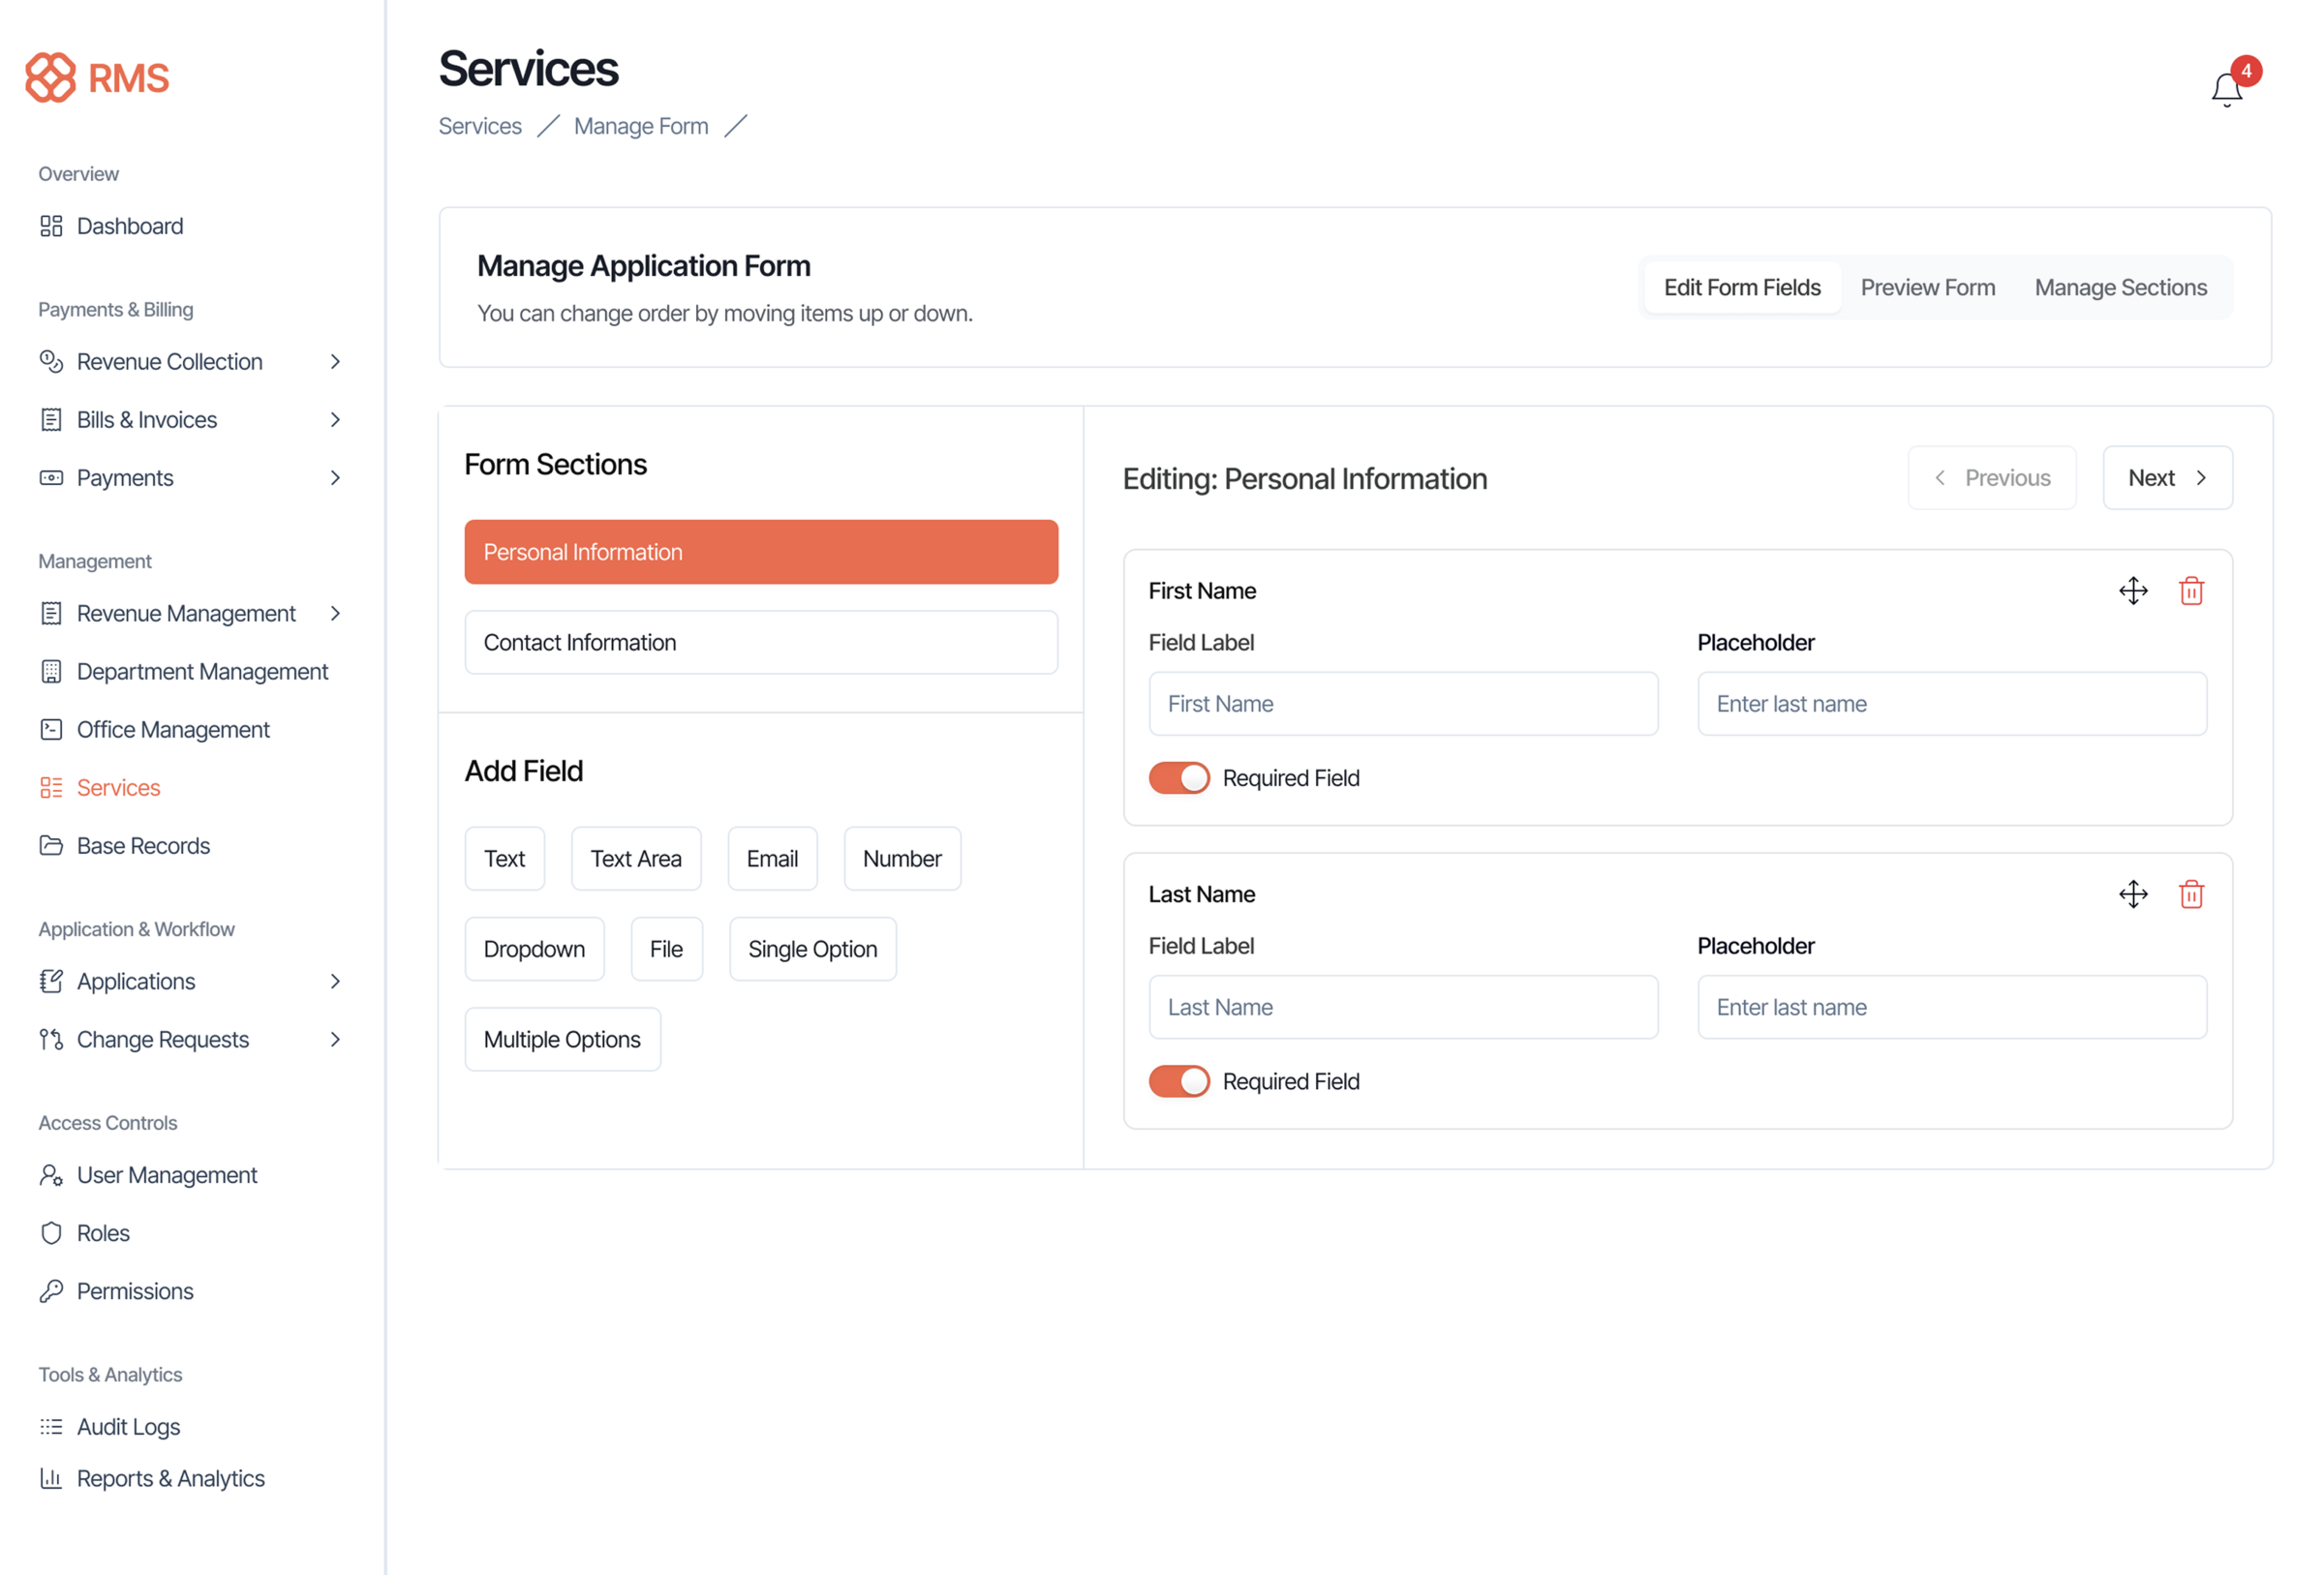 RMS
Overview
Dashboard
Payments & Billing
Revenue Collection
Bills & Invoices
Payments
Management
Revenue Management
Department Management
Office Management
Services
Base Records
Application & Workflow
Applications
Change Requests
Access Controls
User Management
Roles
Permissions
Tools & Analytics
Audit Logs
Reports & Analytics
Services
4
Services / Manage Form /
Manage Application Form
You can change order by moving items up or down.
Edit Form Fields Preview Form Manage Sections
Form Sections
Personal Information
Contact Information
Add Field
Text Text Area Email Number
Dropdown File Single Option
Multiple Options
Editing: Personal Information
Previous Next
First Name
Field Label Placeholder
First Name Enter last name
Required Field
Last Name
Field Label Placeholder
Last Name Enter last name
Required Field